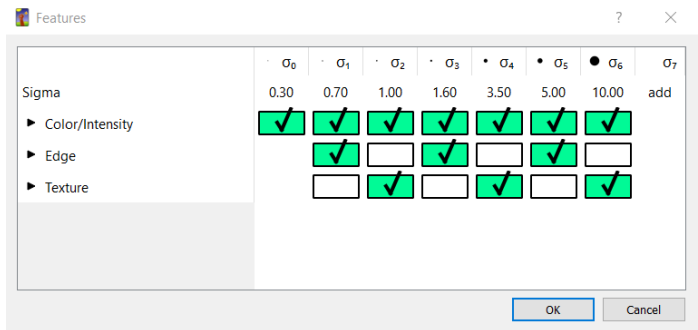 Features ? ×
σ₀ σ₁ σ₂ σ₃ σ₄ σ₅ σ₆ σ₇
Sigma 0.30 0.70 1.00 1.60 3.50 5.00 10.00 add
Color/Intensity
Edge
Texture
OK Cancel